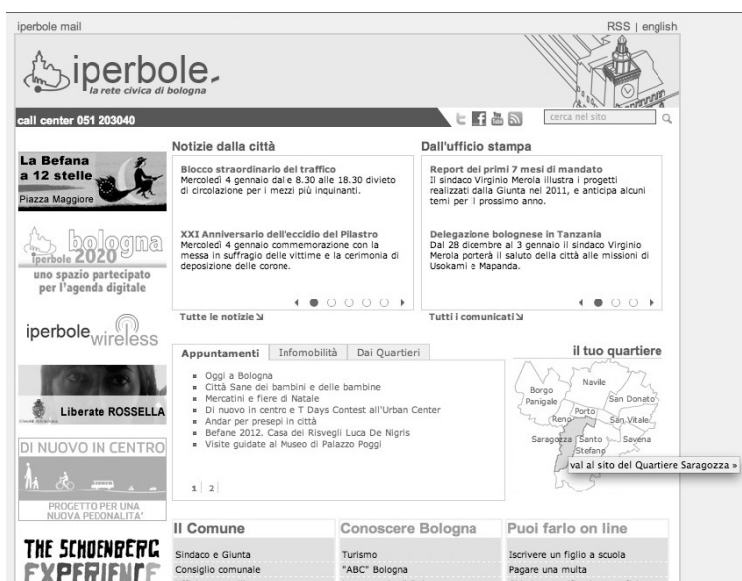 iperbole mail
RSS | english
iperbole
la rete civica di bologna
call center 051 203040
cerca nel sito
La Befana
a 12 stelle
Piazza Maggiore
bologna
iperbole 2020
uno spazio partecipato
per l'agenda digitale
iperbole wireless
Liberate ROSSELLA
DI NUOVO IN CENTRO
PROGETTO PER UNA
NUOVA PEDONALITA'
THE SCHOENBERG
EXPERIENCE
Notizie dalla città
Blocco straordinario del traffico
Mercoledì 4 gennaio dal e 8.30 alle 18.30 divieto
di circolazione per i mezzi più inquinanti.
XXI Anniversario dell'eccidio del Pilastro
Mercoledì 4 gennaio commemorazione con la
messa in suffragio delle vittime e la cerimonia di
deposizione delle corone.
Tutte le notizie
Dall'ufficio stampa
Report dei primi 7 mesi di mandato
Il sindaco Virginio Merola illustra i progetti
realizzati dalla Giunta nel 2011, e anticipa alcuni
temi per il prossimo anno.
Delegazione bolognese in Tanzania
Dal 28 dicembre al 3 gennaio il sindaco Virginio
Merola porterà il saluto della città alle missioni di
Usokami e Mapanda.
Tutti i comunicati
Appuntamenti
Infomobilità
Dai Quartieri
Oggi a Bologna
Città Sane dei bambini e delle bambine
Mercatini e fiere di Natale
Di nuovo in centro e T Days Contest all'Urban Center
Andar per presepi in città
Befane 2012. Casa dei Risvegli Luca De Nigris
Visite guidate al Museo di Palazzo Poggi
1 | 2 |
il tuo quartiere
Borgo
Panigale
Navile
San Donato
Reno
Porto
San Vitale
Saragozza
Santo
Stefano
Savena
vai al sito del Quartiere Saragozza »
Il Comune
Sindaco e Giunta
Consiglio comunale
Conoscere Bologna
Turismo
"ABC" Bologna
Puoi farlo on line
Iscrivere un figlio a scuola
Pagare una multa